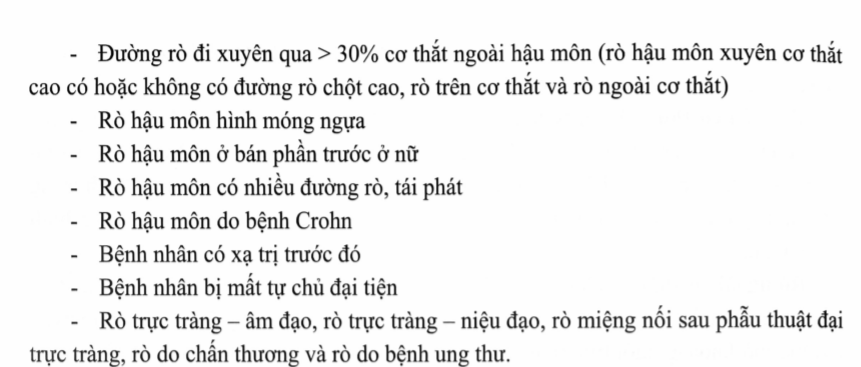 - Đường rò đi xuyên qua > 30% cơ thắt ngoài hậu môn (rò hậu môn xuyên cơ thắt
cao có hoặc không có đường rò chột cao, rò trên cơ thắt và rò ngoài cơ thắt)
- Rò hậu môn hình móng ngựa
- Rò hậu môn ở bán phần trước ở nữ
- Rò hậu môn có nhiều đường rò, tái phát
- Rò hậu môn do bệnh Crohn
- Bệnh nhân có xạ trị trước đó
- Bệnh nhân bị mất tự chủ đại tiện
- Rò trực tràng – âm đạo, rò trực tràng – niệu đạo, rò miệng nối sau phẫu thuật đại
trực tràng, rò do chấn thương và rò do bệnh ung thư.